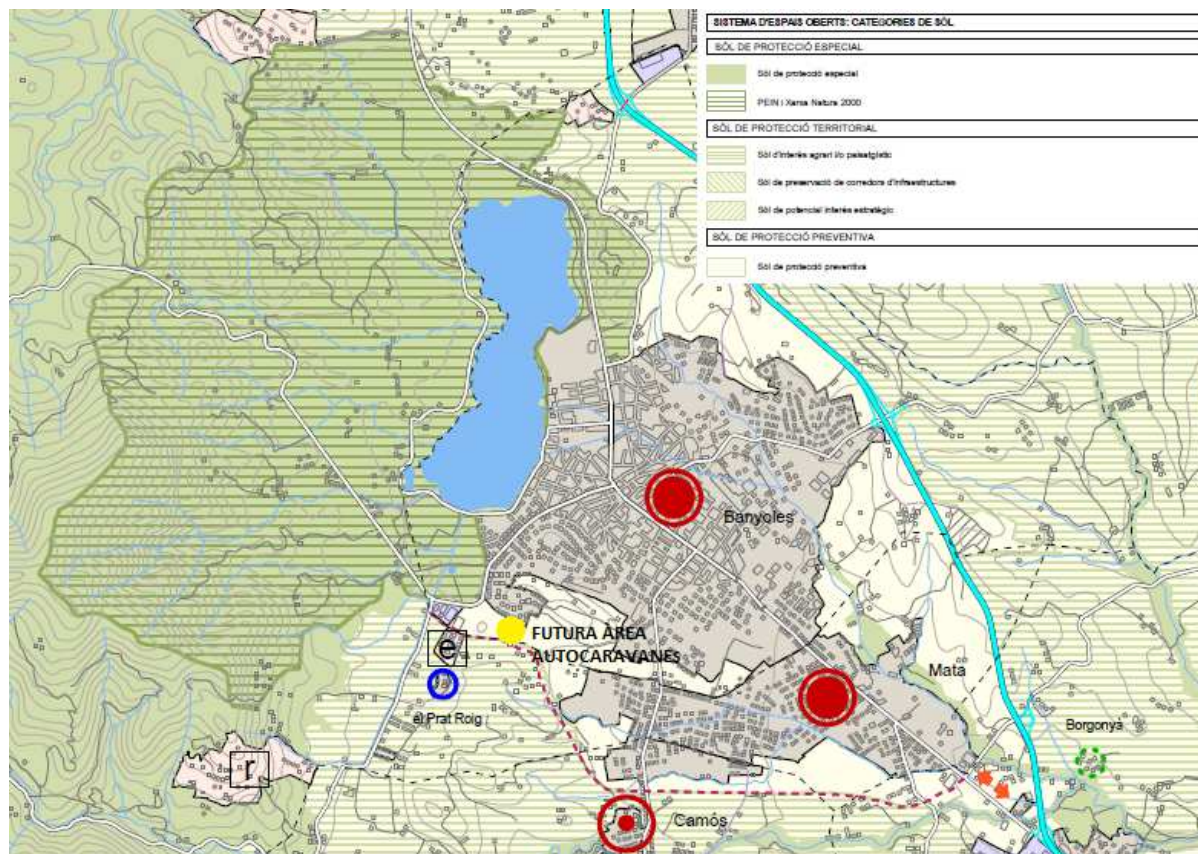 SISTEMA D'ESPAIS OBERTS: CATEGORIES DE SÒL
SÒL DE PROTECCIÓ ESPECIAL
Sòl de protecció especial
PEIN i Xarxa Natura 2000
SÒL DE PROTECCIÓ TERRITORIAL
Sòl d'interès agrari i/o paisatgístic
Sòl de preservació de corredors d'infraestructures
Sòl de potencial interès estratègic
SÒL DE PROTECCIÓ PREVENTIVA
Sòl de protecció preventiva
Banyoles
FUTURA ÀREA
AUTOCARAVANES
e
Mata
el Prat Roig
Borgonyà
r
Camós